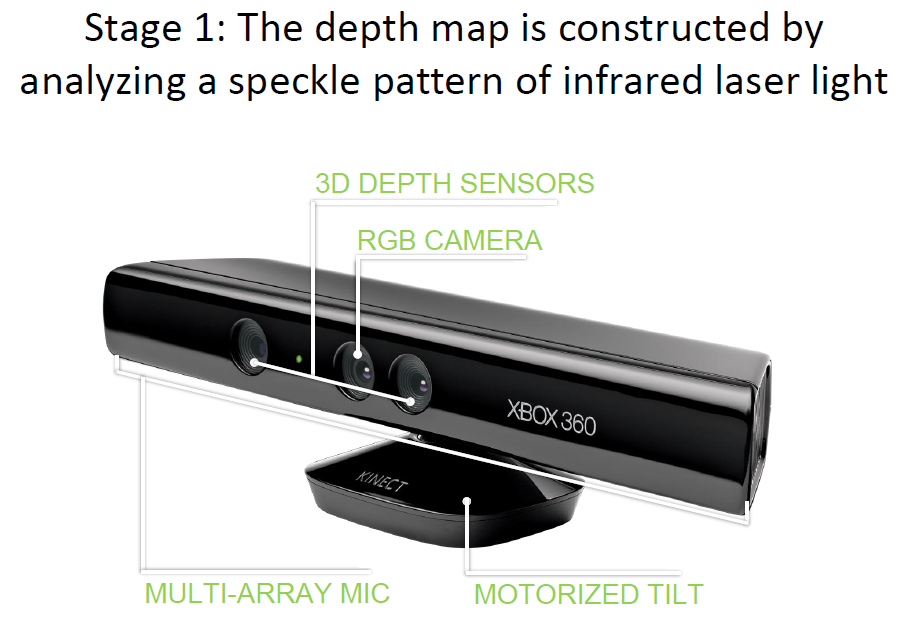 Stage 1: The depth map is constructed by
analyzing a speckle pattern of infrared laser light
3D DEPTH SENSORS
RGB CAMERA
XBOX 360
KINECT
MULTI-ARRAY MIC
MOTORIZED TILT